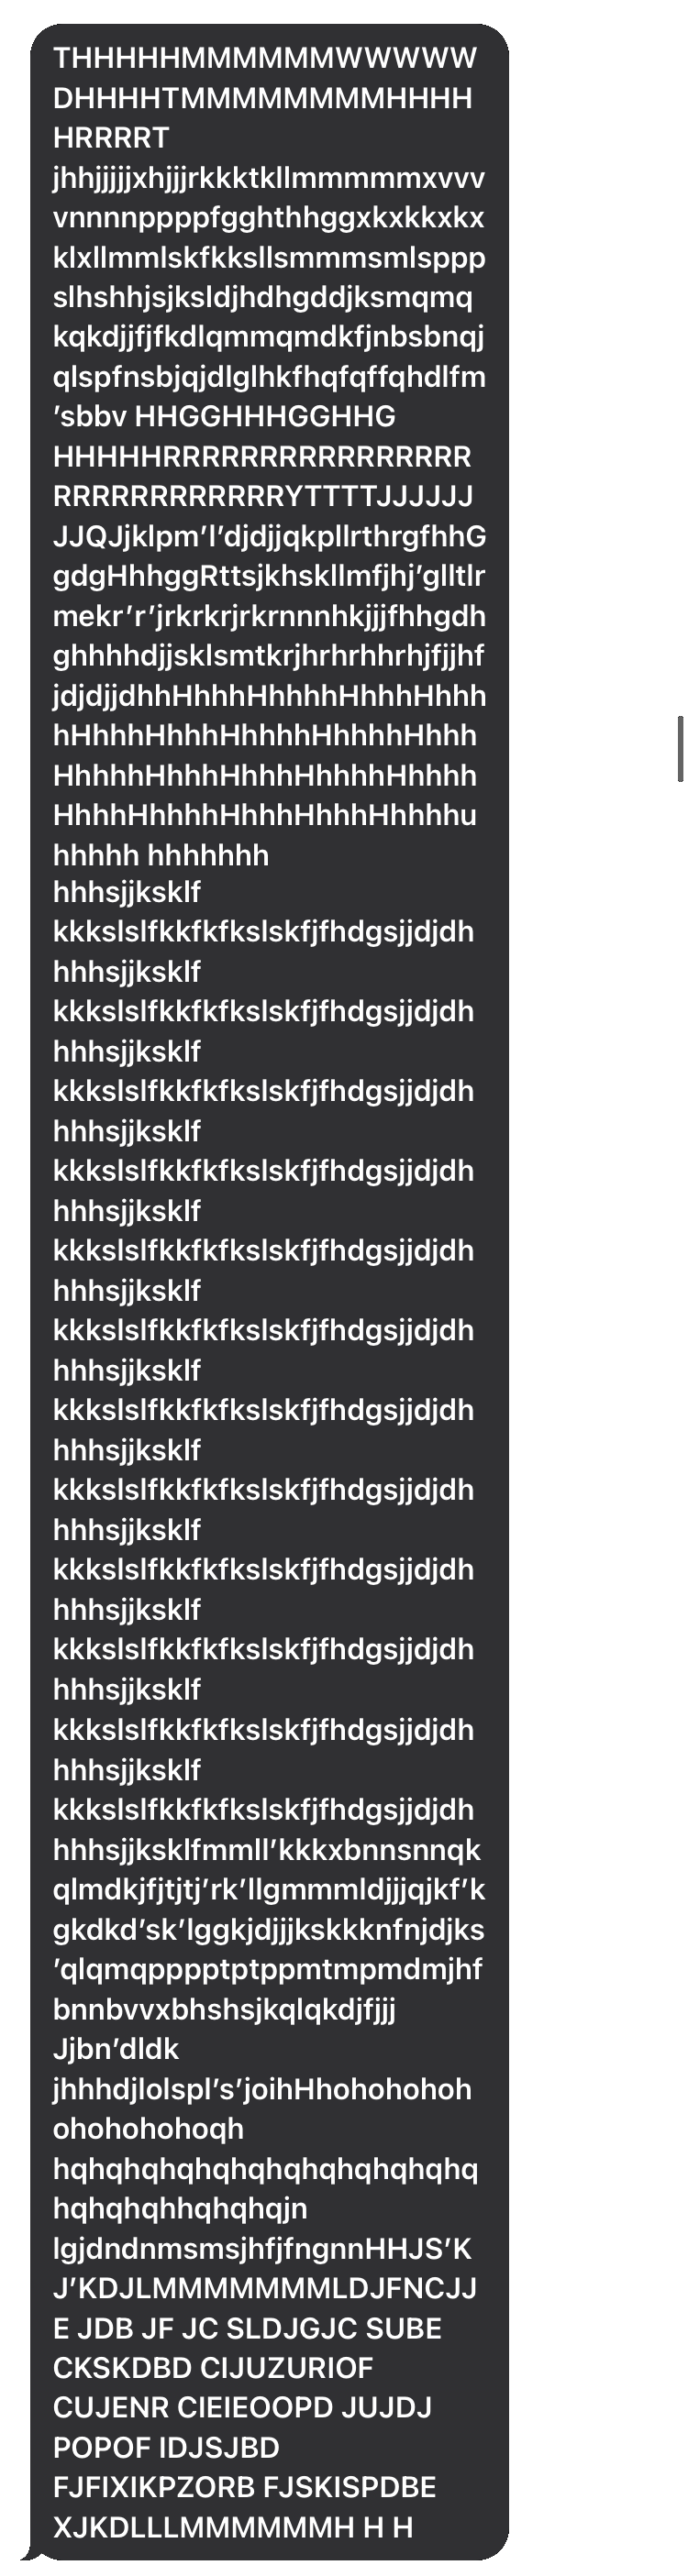 THHHHHMMMMMMWWWWW
DHHHHTMMMMMMMMMHHHH
HRRRRT
jhhjjjjjxhjjjrkkktkllmmmmmxvvv
vnnnnppppfgghthhggxkxkkxkx
klxllmmlskfkksllsmmmsmlsppp
slhshhjsjksldjhdhgddjksmqmq
kqkdjjfjfkdlqmmqmdkfjnbsbnqj
qlspfnsbjqjdlglhkfhqfqffqhdlfm
’sbbv HHGGHHHGGHHG
HHHHHRRRRRRRRRRRRRRRR
RRRRRRRRRRRRYTTTTJJJJJJ
JJQJjklpm’l’djdjjqkpllrthrgfhhG
gdgHhhggRttsjkhskllmfjhj’glltlr
mekr’r’jrkrkrjrkrnnnhkjjjfhhgdh
ghhhhdjjsklsmtkrjhrhrhhrhjfjjhf
jdjdjjdhhHhhhHhhhhHhhhHhhh
hHhhhHhhhHhhhhHhhhhHhhh
HhhhhHhhhHhhhHhhhhHhhhh
HhhhHhhhhHhhhHhhhHhhhhu
hhhhh hhhhhhh
hhhsjjksklf
kkkslslfkkfkfkslskfjfhdgsjjdjdh
hhhsjjksklf
kkkslslfkkfkfkslskfjfhdgsjjdjdh
hhhsjjksklf
kkkslslfkkfkfkslskfjfhdgsjjdjdh
hhhsjjksklf
kkkslslfkkfkfkslskfjfhdgsjjdjdh
hhhsjjksklf
kkkslslfkkfkfkslskfjfhdgsjjdjdh
hhhsjjksklf
kkkslslfkkfkfkslskfjfhdgsjjdjdh
hhhsjjksklf
kkkslslfkkfkfkslskfjfhdgsjjdjdh
hhhsjjksklf
kkkslslfkkfkfkslskfjfhdgsjjdjdh
hhhsjjksklf
kkkslslfkkfkfkslskfjfhdgsjjdjdh
hhhsjjksklf
kkkslslfkkfkfkslskfjfhdgsjjdjdh
hhhsjjksklf
kkkslslfkkfkfkslskfjfhdgsjjdjdh
hhhsjjksklf
kkkslslfkkfkfkslskfjfhdgsjjdjdh
hhhsjjksklfmmll’kkkxbnnsnnqk
qlmdkjfjtjtj’rk’llgmmmldjjjqjkf’k
gkdkd’sk’lggkjdjjjkskkknfnjdjks
’qlqmqpppptptppmtmpmdmjhf
bnnbvvxbhshsjkqlqkdjfjjj
Jjbn’dldk
jhhhdjlolspl’s’joihHhohohohoh
ohohohohoqh
hqhqhqhqhqhqhqhqhqhqhqhq
hqhqhqhhqhqhqjn
lgjdndnmsmsjhfjfngnnHHJS’K
J’KDJLMMMMMMMLDJFNCJJ
E JDB JF JC SLDJGJC SUBE
CKSKDBD CIJUZURIOF
CUJENR CIEIEOOPD JUJDJ
POPOF IDJSJBD
FJFIXIKPZORB FJSKISPDBE
XJKDLLLMMMMMMH H H